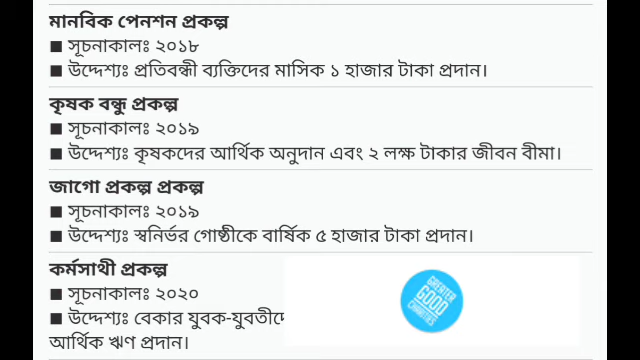 মানবিক পেনশন প্রকল্প
■ সূচনাকালঃ ২০১৮
■ উদ্দেশ্যঃ প্রতিবন্ধী ব্যক্তিদের মাসিক ১ হাজার টাকা প্রদান।
কৃষক বন্ধু প্রকল্প
■ সূচনাকালঃ ২০১৯
■ উদ্দেশ্যঃ কৃষকদের আর্থিক অনুদান এবং ২ লক্ষ টাকার জীবন বীমা।
জাগো প্রকল্প প্রকল্প
■ সূচনাকালঃ ২০১৯
■ উদ্দেশ্যঃ স্বনির্ভর গোষ্ঠীকে বার্ষিক ৫ হাজার টাকা প্রদান।
কর্মসাথী প্রকল্প
■ সূচনাকালঃ ২০২০
■ উদ্দেশ্যঃ বেকার যুবক-যুবতীদে
আর্থিক ঋণ প্রদান।
GREATER
GOOD
CHARITIES